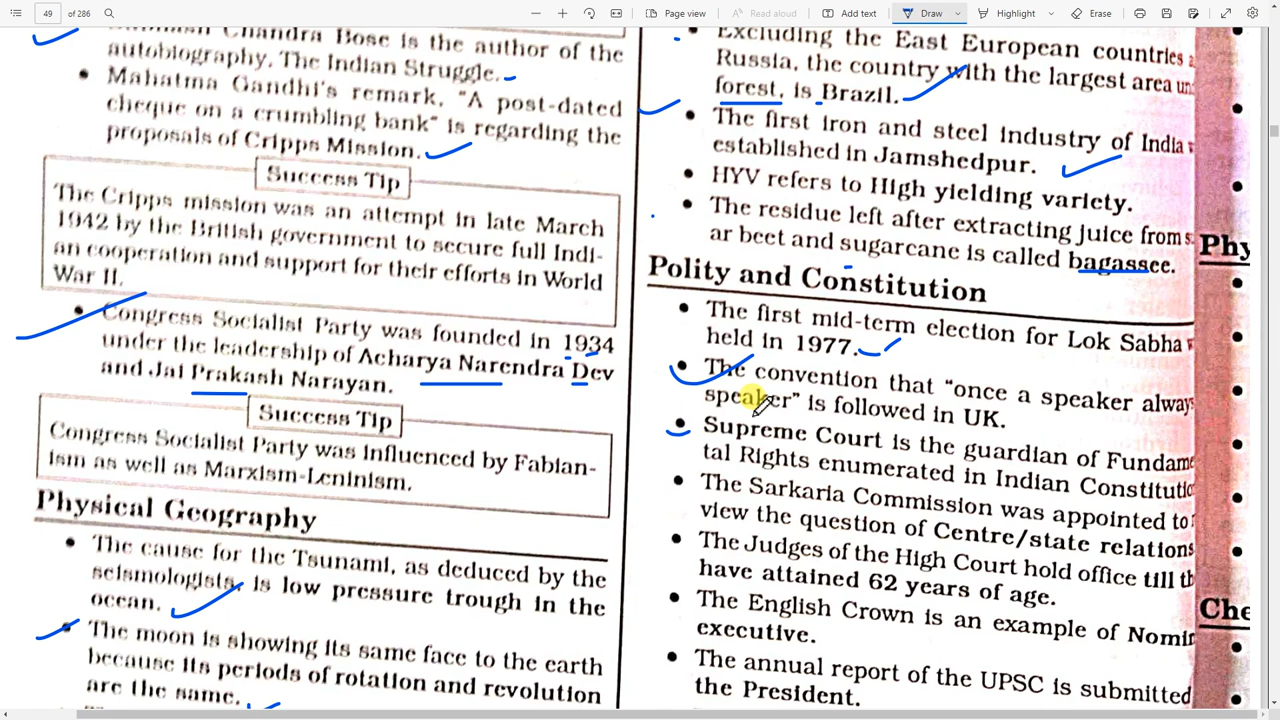 49
of 286
Page view
Read aloud
Add text
Draw
Highlight
Erase
Chandra Bose is the author of the
autobiography. The Indian Struggle.
Mahatma Gandhi's remark, "A post-dated
cheque on a crumbling bank" is regarding the
proposals of Cripps Mission.
Success Tip
The Cripps mission was an attempt in late March
1942 by the British government to secure full Indi-
an cooperation and support for their efforts in World
War II.
Congress Socialist Party was founded in 1934
under the leadership of Acharya Narendra Dev
and Jai Prakash Narayan.
Success Tip
Congress Socialist Party was influenced by Fabian-
ism as well as Marxism-Leninism.
Physical Geography
The cause for the Tsunami, as deduced by the
seismologists, is low pressure trough in the
ocean.
The moon is showing its same face to the earth
because its periods of rotation and revolution
are the same.
Excluding the East European countries
Russia, the country with the largest area un
forest, is Brazil.
The first iron and steel industry of India
established in Jamshedpur.
HYV refers to High yielding variety.
The residue left after extracting juice from
ar beet and sugarcane is called bagassee.
Polity and Constitution
The first mid-term election for Lok Sabha
held in 1977.
The convention that "once a speaker alway
speaker" is followed in UK.
Supreme Court is the guardian of Fundame
tal Rights enumerated in Indian Constitutio
The Sarkaria Commission was appointed to
view the question of Centre/state relations
The Judges of the High Court hold office till th
have attained 62 years of age.
The English Crown is an example of Nomin
executive.
The annual report of the UPSC is submitted
the President.
Phy
Che